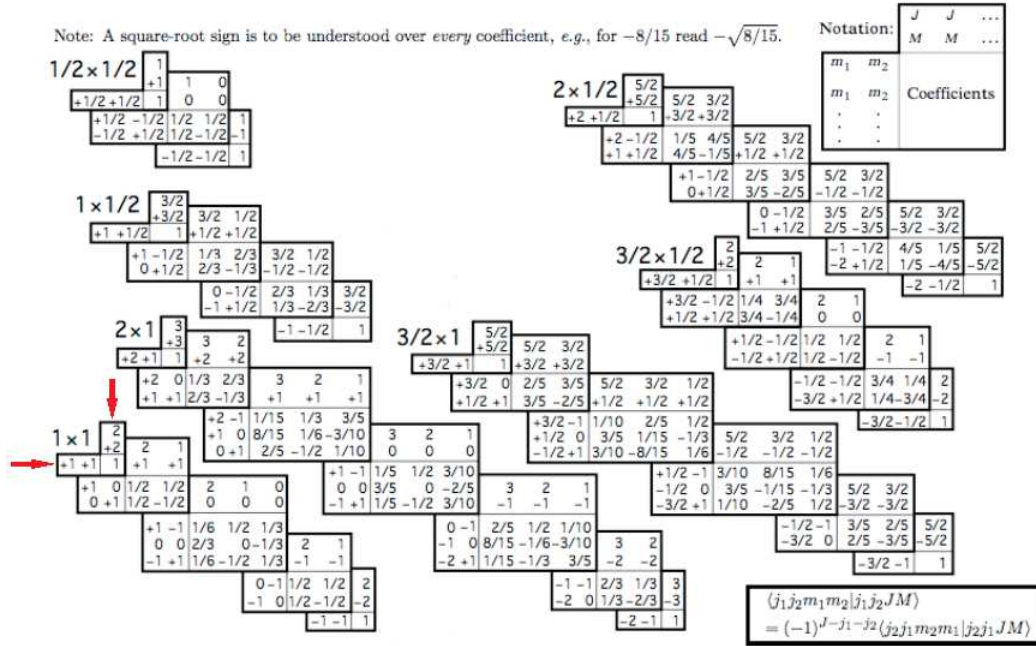 Note: A square-root sign is to be understood over every coefficient, e.g., for −8/15 read −√8/15.
Notation:
J J ...
M M ...
m1 m2
m1 m2 Coefficients
. .
. .
. .
1/2×1/2 1
+1 1 0
+1/2 +1/2 1 0 0
+1/2 −1/2 1/2 1/2 1
−1/2 +1/2 1/2 −1/2 −1
−1/2 −1/2 1
2×1/2 5/2
+5/2 5/2 3/2
+2 +1/2 1 +3/2 +3/2
+2 −1/2 1/5 4/5 5/2 3/2
+1 +1/2 4/5 −1/5 +1/2 +1/2
+1 −1/2 2/5 3/5 5/2 3/2
0 +1/2 3/5 −2/5 −1/2 −1/2
0 −1/2 3/5 2/5 5/2 3/2
−1 +1/2 2/5 −3/5 −3/2 −3/2
−1 −1/2 4/5 1/5 5/2
−2 +1/2 1/5 −4/5 −5/2
−2 −1/2 1
1×1/2 3/2
+3/2 3/2 1/2
+1 +1/2 1 +1/2 +1/2
+1 −1/2 1/3 2/3 3/2 1/2
0 +1/2 2/3 −1/3 −1/2 −1/2
0 −1/2 2/3 1/3 3/2
−1 +1/2 1/3 −2/3 −3/2
−1 −1/2 1
3/2×1/2 2
+2 2 1
+3/2 +1/2 1 +1 +1
+3/2 −1/2 1/4 3/4 2 1
+1/2 +1/2 3/4 −1/4 0 0
+1/2 −1/2 1/2 1/2 2 1
−1/2 +1/2 1/2 −1/2 −1 −1
−1/2 −1/2 3/4 1/4 2
−3/2 +1/2 1/4 −3/4 −2
−3/2 −1/2 1
2×1 3
+3 3 2
+2 +1 1 +2 +2
+2 0 1/3 2/3 3 2 1
+1 +1 2/3 −1/3 +1 +1 +1
+2 −1 1/15 1/3 3/5
+1 0 8/15 1/6 −3/10 3 2 1
0 +1 2/5 −1/2 1/10 0 0 0
+1 −1 1/5 1/2 3/10
0 0 3/5 0 −2/5 3 2 1
−1 +1 1/5 −1/2 3/10 −1 −1 −1
0 −1 2/5 1/2 1/10
−1 0 8/15 −1/6 −3/10 3 2
−2 +1 1/15 −1/3 3/5 −2 −2
−1 −1 2/3 1/3 3
−2 0 1/3 −2/3 −3
−2 −1 1
3/2×1 5/2
+5/2 5/2 3/2
+3/2 +1 1 +3/2 +3/2
+3/2 0 2/5 3/5 5/2 3/2 1/2
+1/2 +1 3/5 −2/5 +1/2 +1/2 +1/2
+3/2 −1 1/10 2/5 1/2
+1/2 0 3/5 1/15 −1/3 5/2 3/2 1/2
−1/2 +1 3/10 −8/15 1/6 −1/2 −1/2 −1/2
+1/2 −1 3/10 8/15 1/6
−1/2 0 3/5 −1/15 −1/3 5/2 3/2
−3/2 +1 1/10 −2/5 1/2 −3/2 −3/2
−1/2 −1 3/5 2/5 5/2
−3/2 0 2/5 −3/5 −5/2
−3/2 −1 1
1×1 2
+2 2 1
+1 +1 1 +1 +1
+1 0 1/2 1/2 2 1 0
0 +1 1/2 −1/2 0 0 0
+1 −1 1/6 1/2 1/3
0 0 2/3 0 −1/3 2 1
−1 +1 1/6 −1/2 1/3 −1 −1
0 −1 1/2 1/2 2
−1 0 1/2 −1/2 −2
−1 −1 1
⟨j1j2m1m2|j1j2JM⟩
= (−1)^{J−j1−j2}⟨j2j1m2m1|j2j1JM⟩